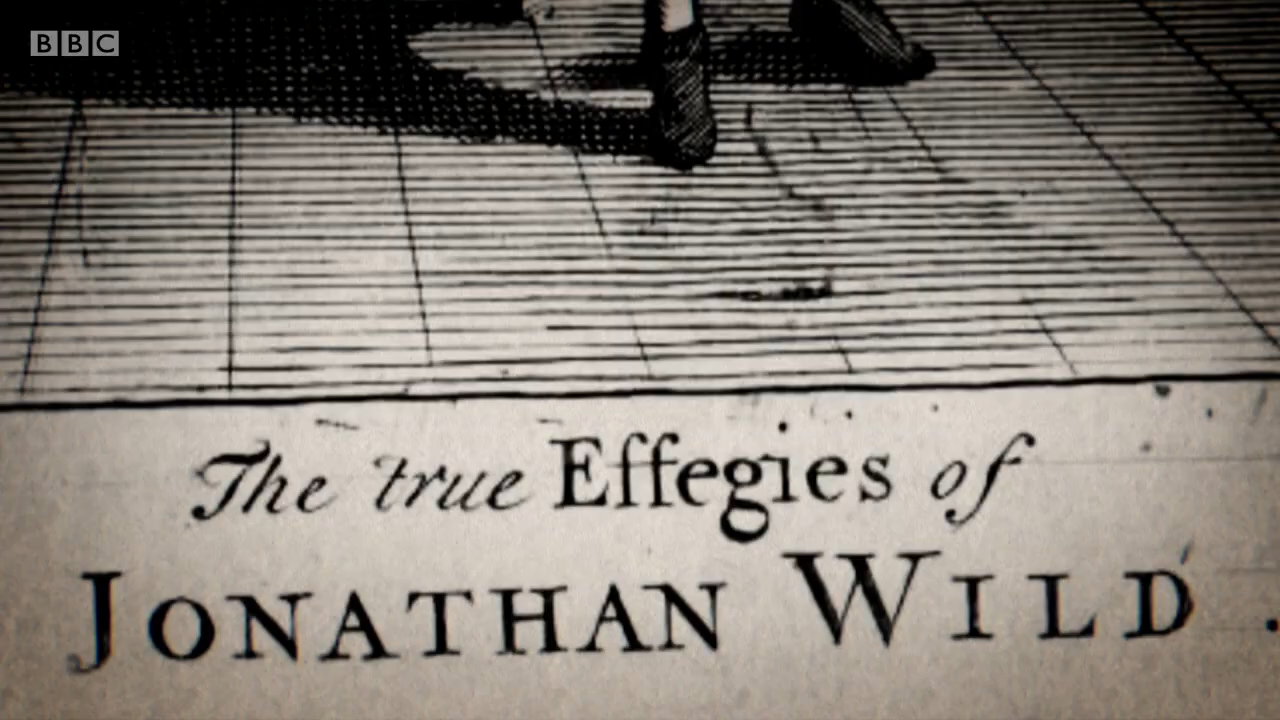 BBC
The true Effegies of
JONATHAN WILD.